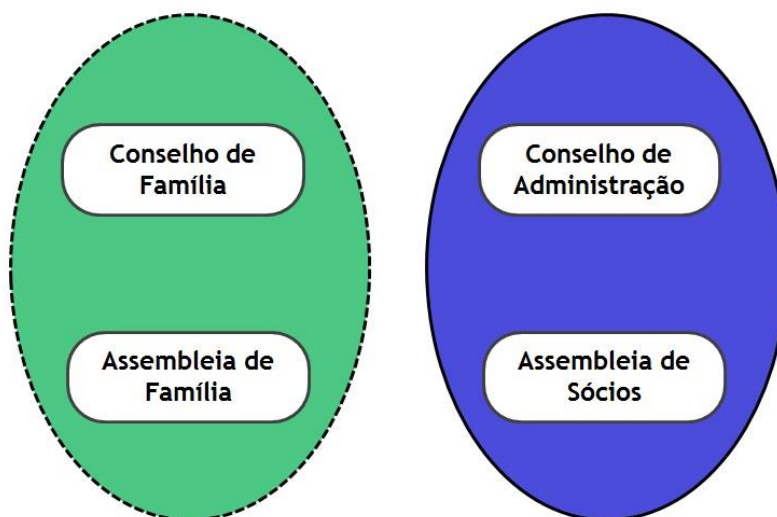 Conselho de
Família
Assembleia de
Família
Conselho de
Administração
Assembleia de
Sócios